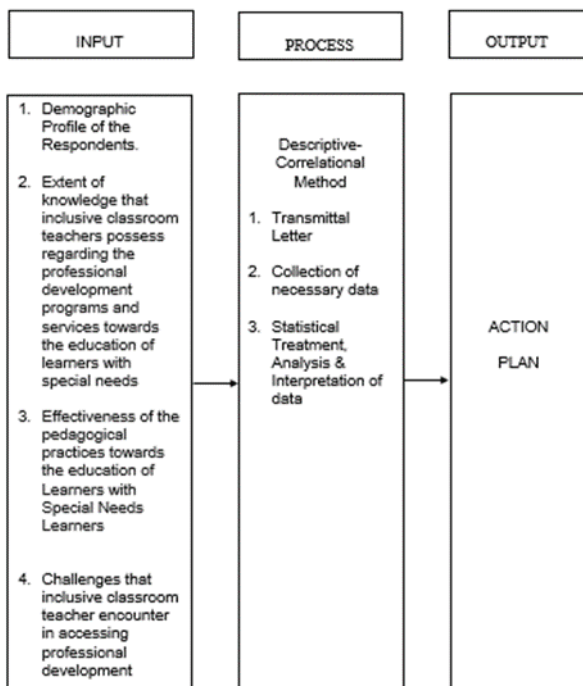 INPUT
PROCESS
OUTPUT
1. Demographic
Profile of the
Respondents.
2. Extent of
knowledge that
inclusive classroom
teachers possess
regarding the
professional
development
programs and
services towards
the education of
learners with
special needs
3. Effectiveness of the
pedagogical
practices towards
the education of
Learners with
Special Needs
Learners
4. Challenges that
inclusive classroom
teacher encounter
in accessing
professional
development
Descriptive-
Correlational
Method
1. Transmittal
Letter
2. Collection of
necessary data
3. Statistical
Treatment,
Analysis &
Interpretation of
data
ACTION
PLAN